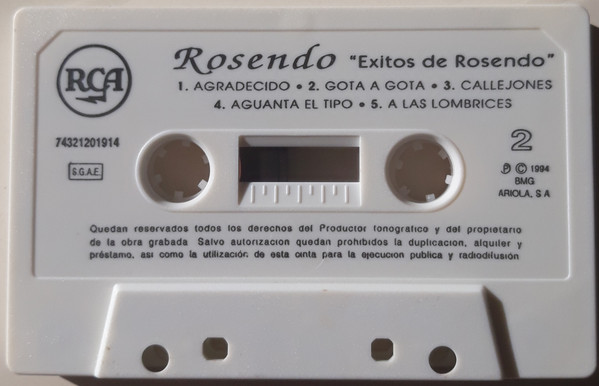 RCA
Rosendo "Exitos de Rosendo"
1. AGRADECIDO • 2. GOTA A GOTA • 3. CALLEJONES
4. AGUANTA EL TIPO • 5. A LAS LOMBRICES
74321201914
S.G.A.E.
2
℗ © 1994
BMG
ARIOLA, S A
Quedan reservados todos los derechos del Productor fonografico y del propietario
de la obra grabada Salvo autorizacion quedan prohibidos la duplicacion, alquiler y
préstamo, asi como la utilización de esta cinta para la ejecucion publica y radiodifusión